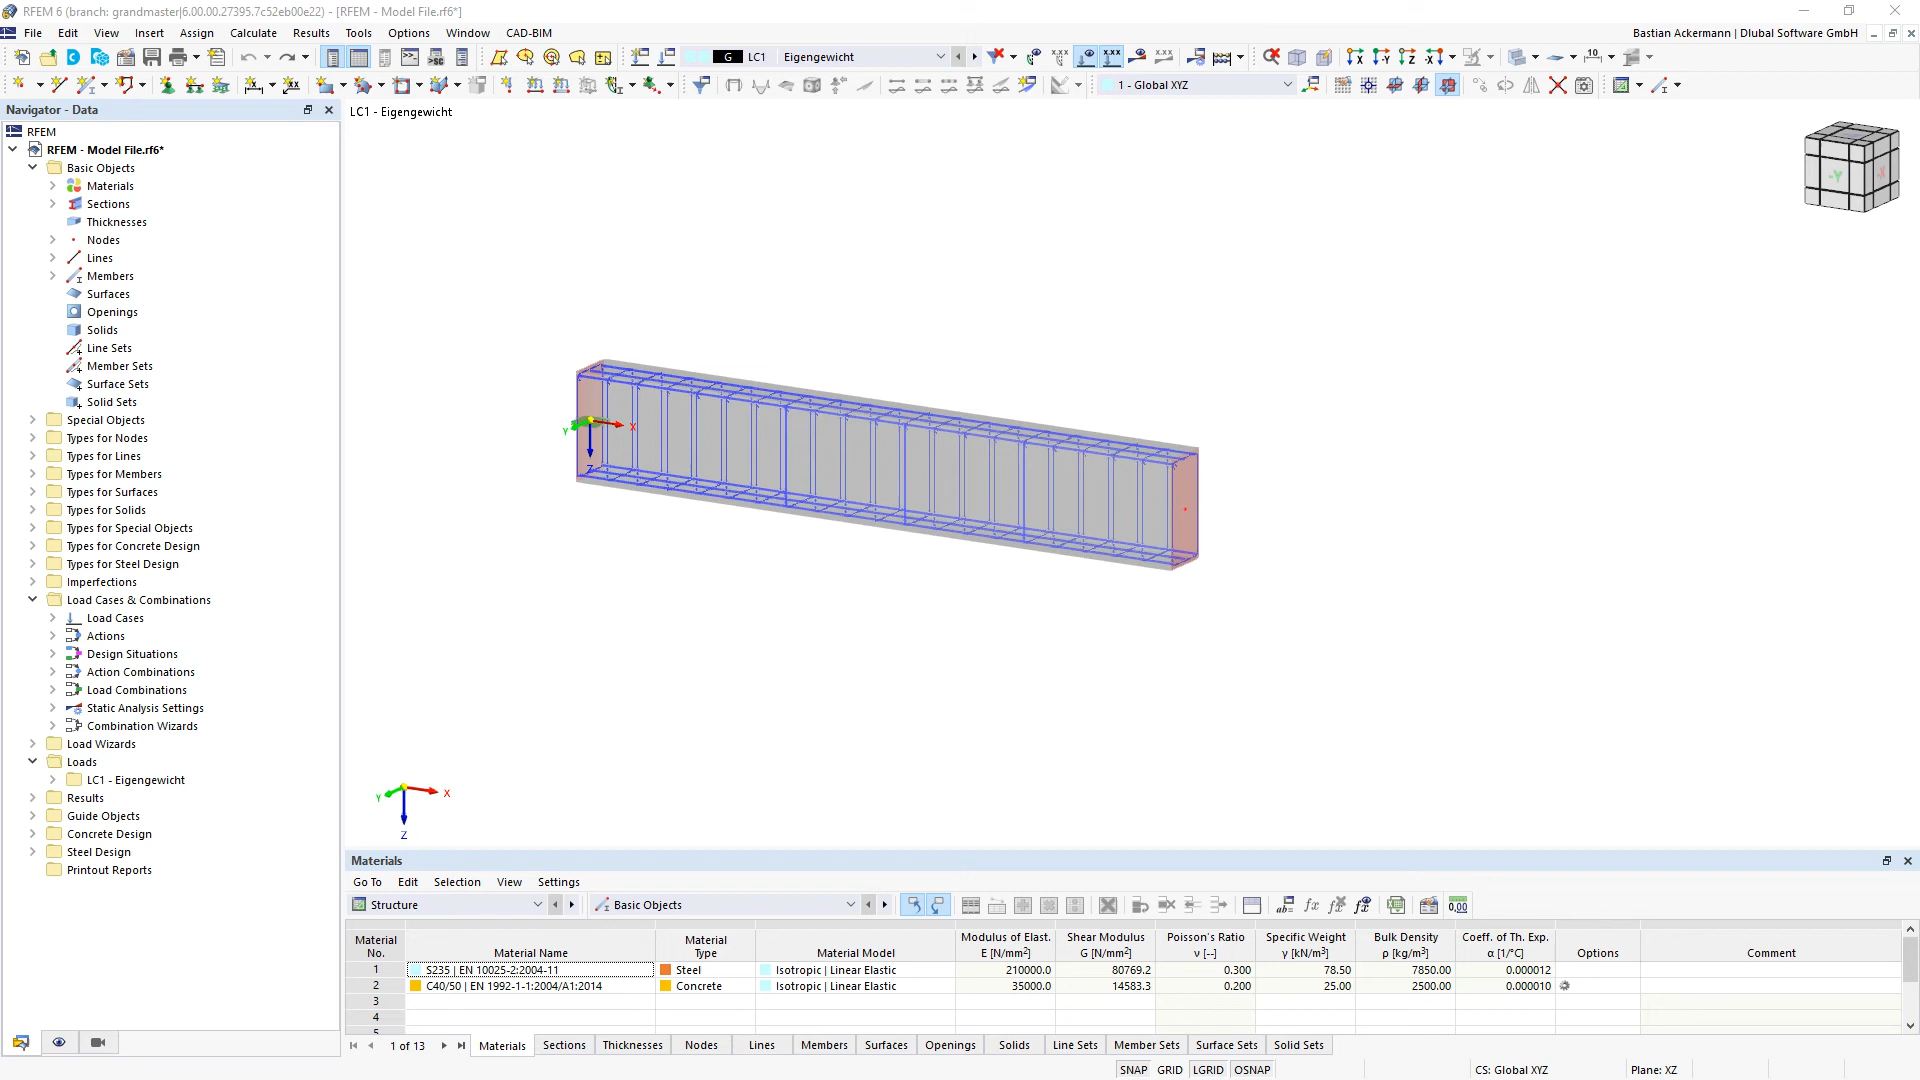 RFEM 6 (branch: grandmaster|6.00.00.27395.7c52eb00e22) - [RFEM - Model File.rf6*]
File Edit View Insert Assign Calculate Results Tools Options Window CAD-BIM
Bastian Ackermann | Dlubal Software GmbH
G LC1 Eigengewicht
1 - Global XYZ
Navigator - Data
LC1 - Eigengewicht
RFEM
RFEM - Model File.rf6*
Basic Objects
Materials
Sections
Thicknesses
Nodes
Lines
Members
Surfaces
Openings
Solids
Line Sets
Member Sets
Surface Sets
Solid Sets
Special Objects
Types for Nodes
Types for Lines
Types for Members
Types for Surfaces
Types for Solids
Types for Special Objects
Types for Concrete Design
Types for Steel Design
Imperfections
Load Cases & Combinations
Load Cases
Actions
Design Situations
Action Combinations
Load Combinations
Static Analysis Settings
Combination Wizards
Load Wizards
Loads
LC1 - Eigengewicht
Results
Guide Objects
Concrete Design
Steel Design
Printout Reports
-Y -X
X
Y
Z
X
Y
Z
Materials
Go To Edit Selection View Settings
Structure Basic Objects
Material No. Material Name Material Type Material Model Modulus of Elast. E [N/mm²] Shear Modulus G [N/mm²] Poisson's Ratio ν [--] Specific Weight γ [kN/m³] Bulk Density ρ [kg/m³] Coeff. of Th. Exp. α [1/°C] Options Comment
1 S235 | EN 10025-2:2004-11 Steel Isotropic | Linear Elastic 210000.0 80769.2 0.300 78.50 7850.00 0.000012
2 C40/50 | EN 1992-1-1:2004/A1:2014 Concrete Isotropic | Linear Elastic 35000.0 14583.3 0.200 25.00 2500.00 0.000010
3
4
5
1 of 13 Materials Sections Thicknesses Nodes Lines Members Surfaces Openings Solids Line Sets Member Sets Surface Sets Solid Sets
SNAP GRID LGRID OSNAP CS: Global XYZ Plane: XZ